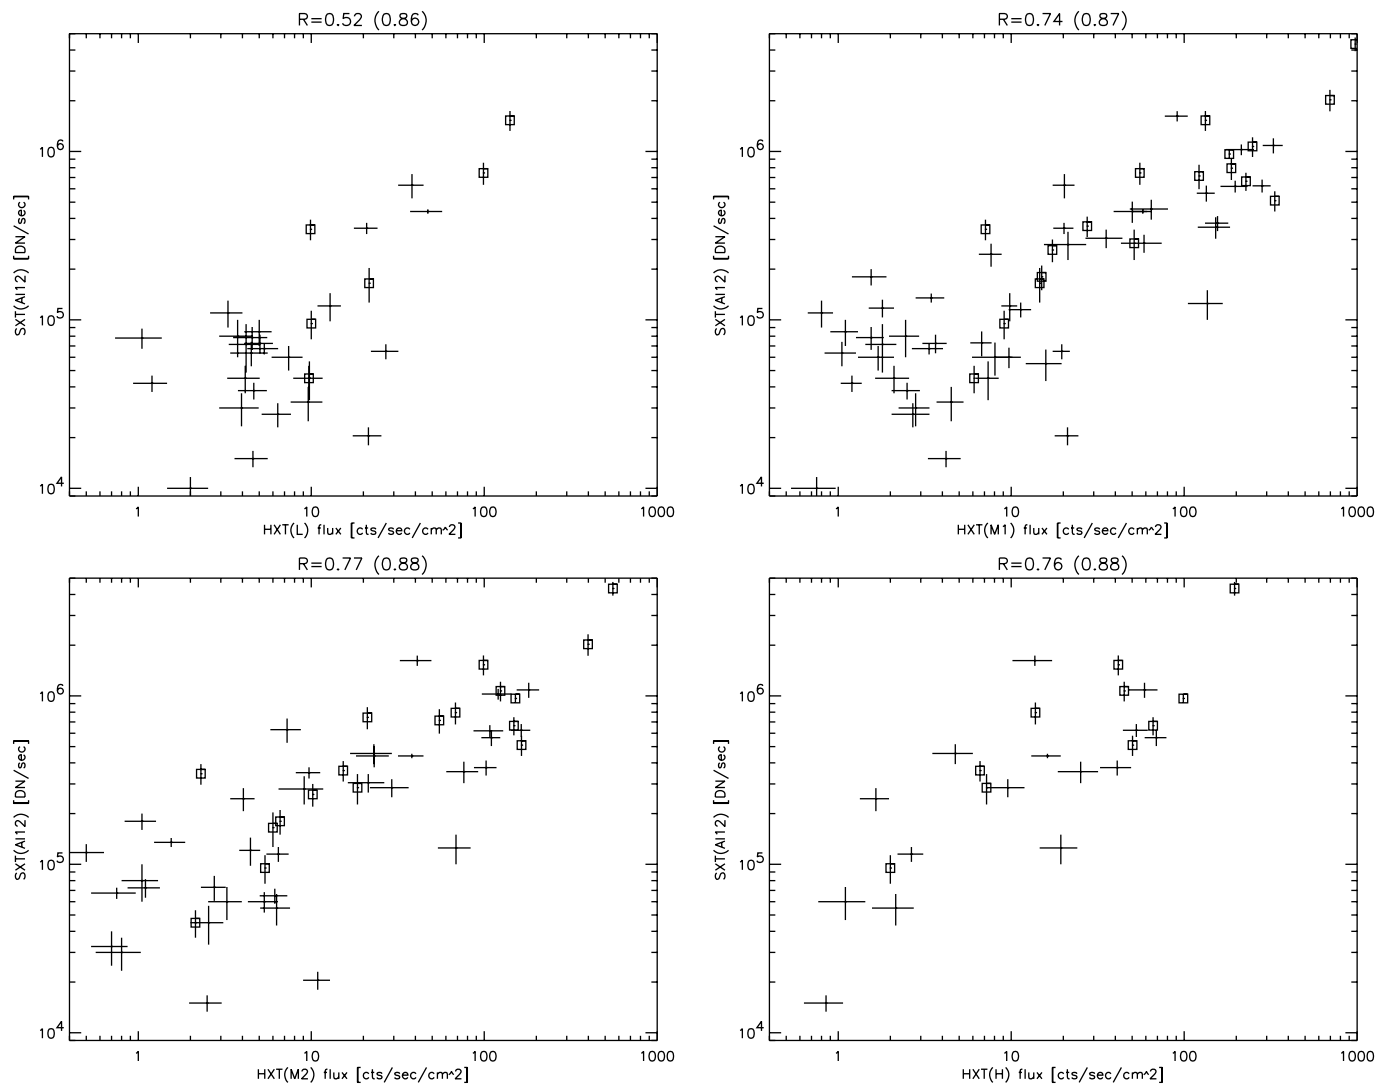 R=0.52 (0.86)
SXT(Al12) [DN/sec]
10^6
10^5
10^4
1 10 100 1000
HXT(L) flux [cts/sec/cm^2]
R=0.74 (0.87)
SXT(Al12) [DN/sec]
10^6
10^5
10^4
1 10 100 1000
HXT(M1) flux [cts/sec/cm^2]
R=0.77 (0.88)
SXT(Al12) [DN/sec]
10^6
10^5
10^4
1 10 100 1000
HXT(M2) flux [cts/sec/cm^2]
R=0.76 (0.88)
SXT(Al12) [DN/sec]
10^6
10^5
10^4
1 10 100 1000
HXT(H) flux [cts/sec/cm^2]